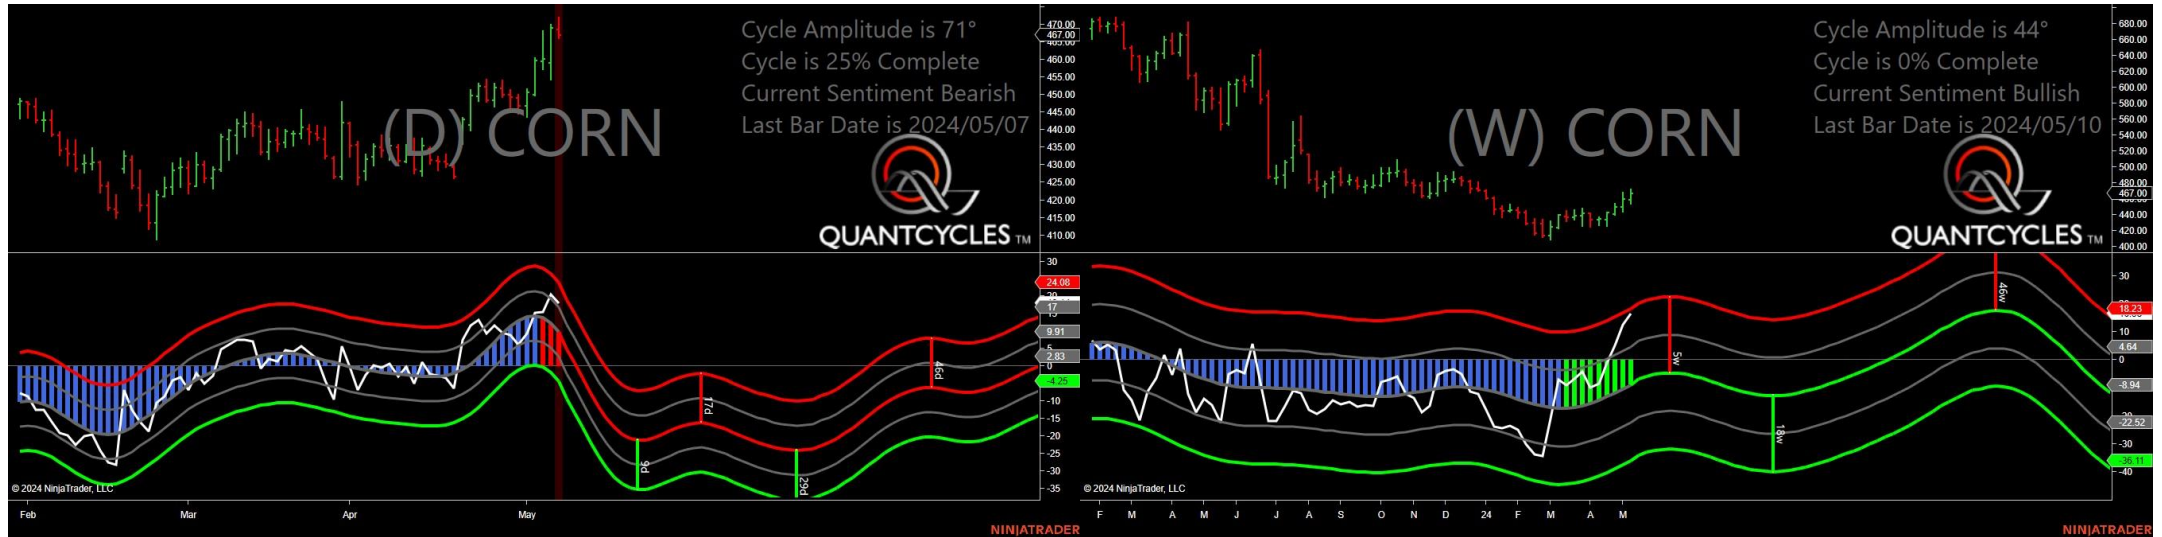 Cycle Amplitude is 71°
Cycle is 25% Complete
Current Sentiment Bearish
Last Bar Date is 2024/05/07
(D) CORN
QUANTCYCLES TM
470.00
467.00
460.00
455.00
450.00
445.00
440.00
435.00
430.00
425.00
420.00
415.00
410.00
30
24.08
17
9.91
5
2.83
0
-4.25
-10
-15
-20
-25
-30
-35
9d
17d
29d
46d
© 2024 NinjaTrader, LLC
Feb
Mar
Apr
May
NINJATRADER
Cycle Amplitude is 44°
Cycle is 0% Complete
Current Sentiment Bullish
Last Bar Date is 2024/05/10
(W) CORN
QUANTCYCLES TM
680.00
660.00
640.00
620.00
600.00
580.00
560.00
540.00
520.00
500.00
480.00
467.00
440.00
420.00
400.00
30
18.23
10
4.64
0
-8.94
-22.52
-30
-36.11
-40
5w
18w
46w
© 2024 NinjaTrader, LLC
F M A M J J A S O N D 24 F M A M
NINJATRADER